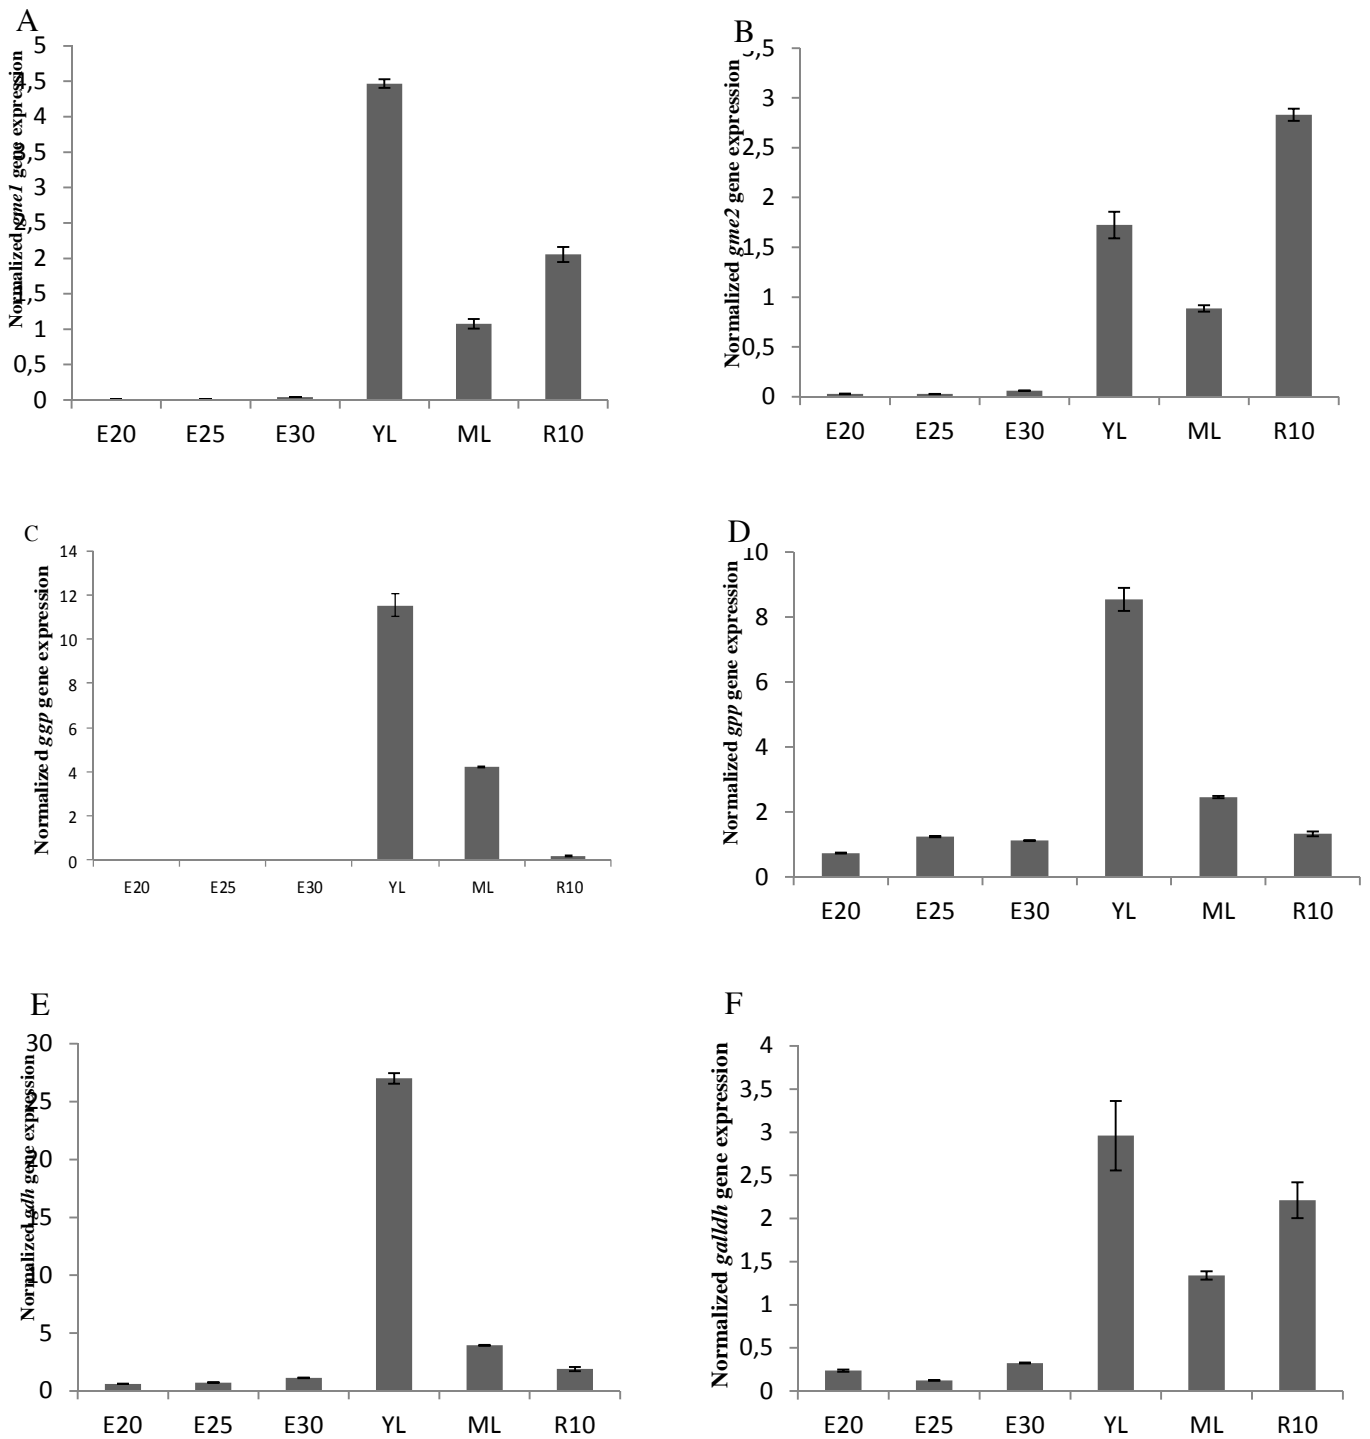 A
Normalized gme1 gene expression
5
4,5
4
3,5
3
2,5
2
1,5
1
0,5
0
E20 E25 E30 YL ML R10
B
Normalized gme2 gene expression
3,5
3
2,5
2
1,5
1
0,5
0
E20 E25 E30 YL ML R10
C
Normalized ggp gene expression
14
12
10
8
6
4
2
0
E20 E25 E30 YL ML R10
D
Normalized gpp gene expression
10
8
6
4
2
0
E20 E25 E30 YL ML R10
E
Normalized gdh gene expression
30
25
20
15
10
5
0
E20 E25 E30 YL ML R10
F
Normalized galldh gene expression
4
3,5
3
2,5
2
1,5
1
0,5
0
E20 E25 E30 YL ML R10